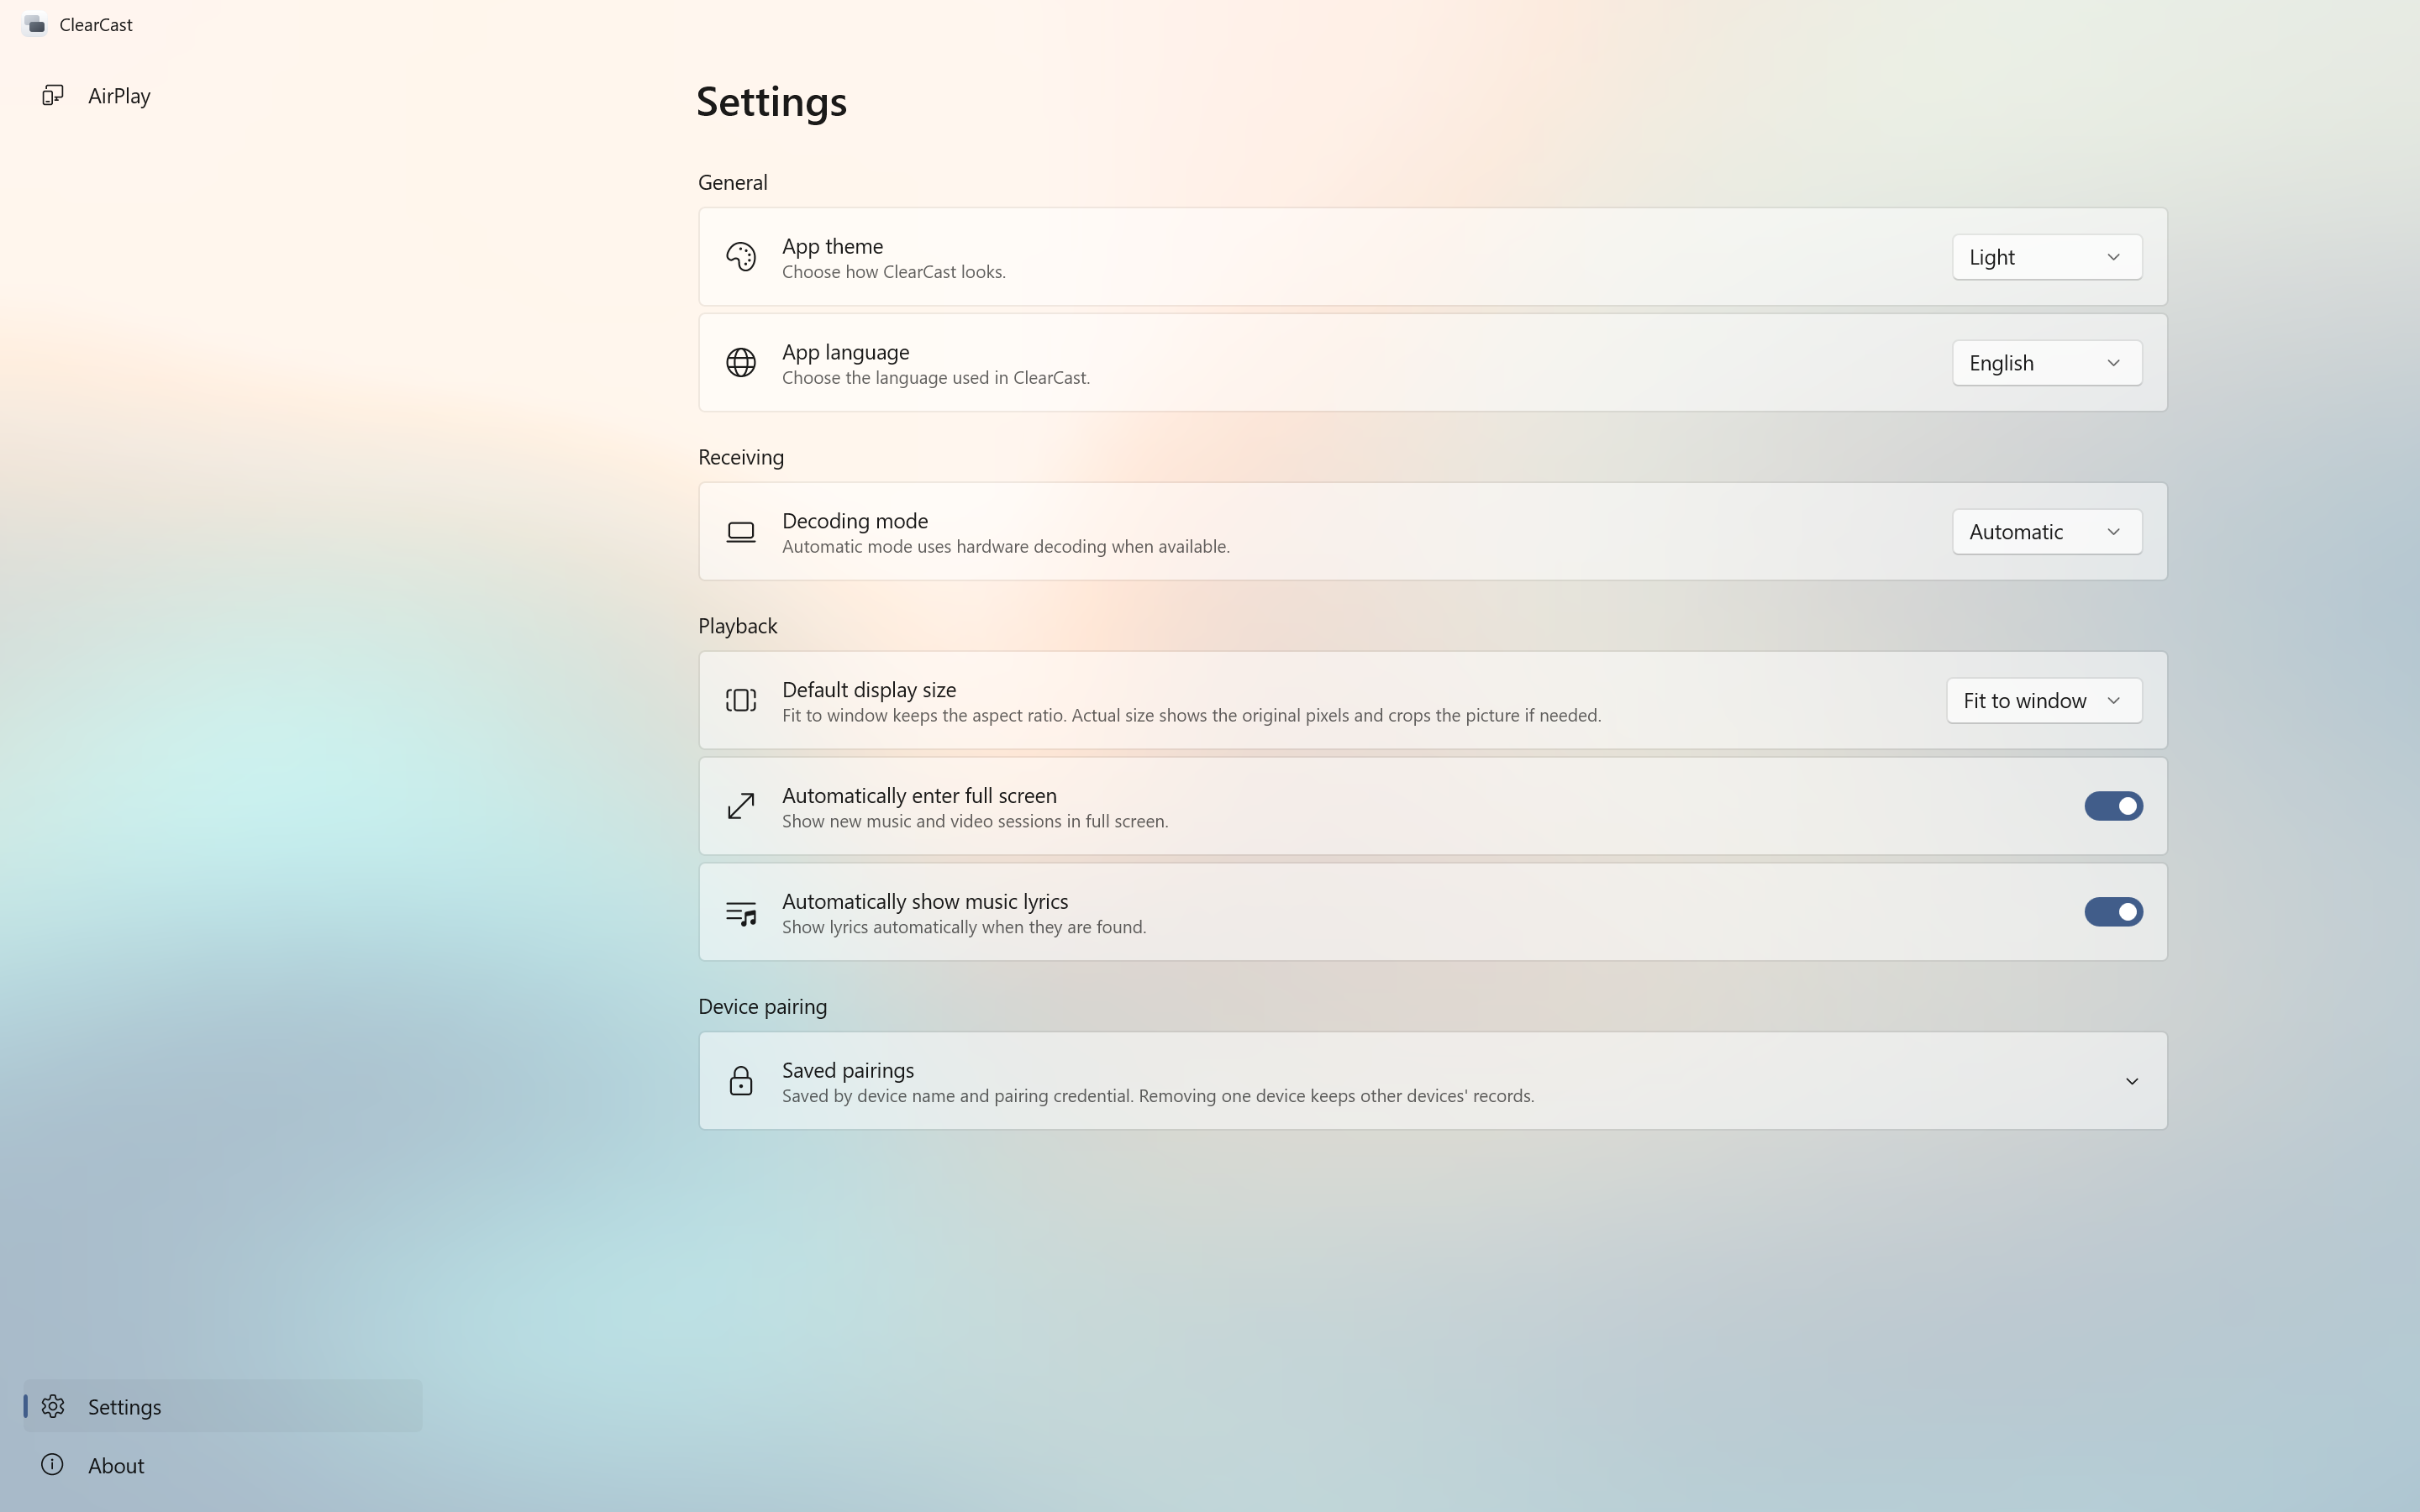 ClearCast
AirPlay
Settings
General
App theme
Choose how ClearCast looks.
Light
App language
Choose the language used in ClearCast.
English
Receiving
Decoding mode
Automatic mode uses hardware decoding when available.
Automatic
Playback
Default display size
Fit to window keeps the aspect ratio. Actual size shows the original pixels and crops the picture if needed.
Fit to window
Automatically enter full screen
Show new music and video sessions in full screen.
Automatically show music lyrics
Show lyrics automatically when they are found.
Device pairing
Saved pairings
Saved by device name and pairing credential. Removing one device keeps other devices' records.
Settings
About